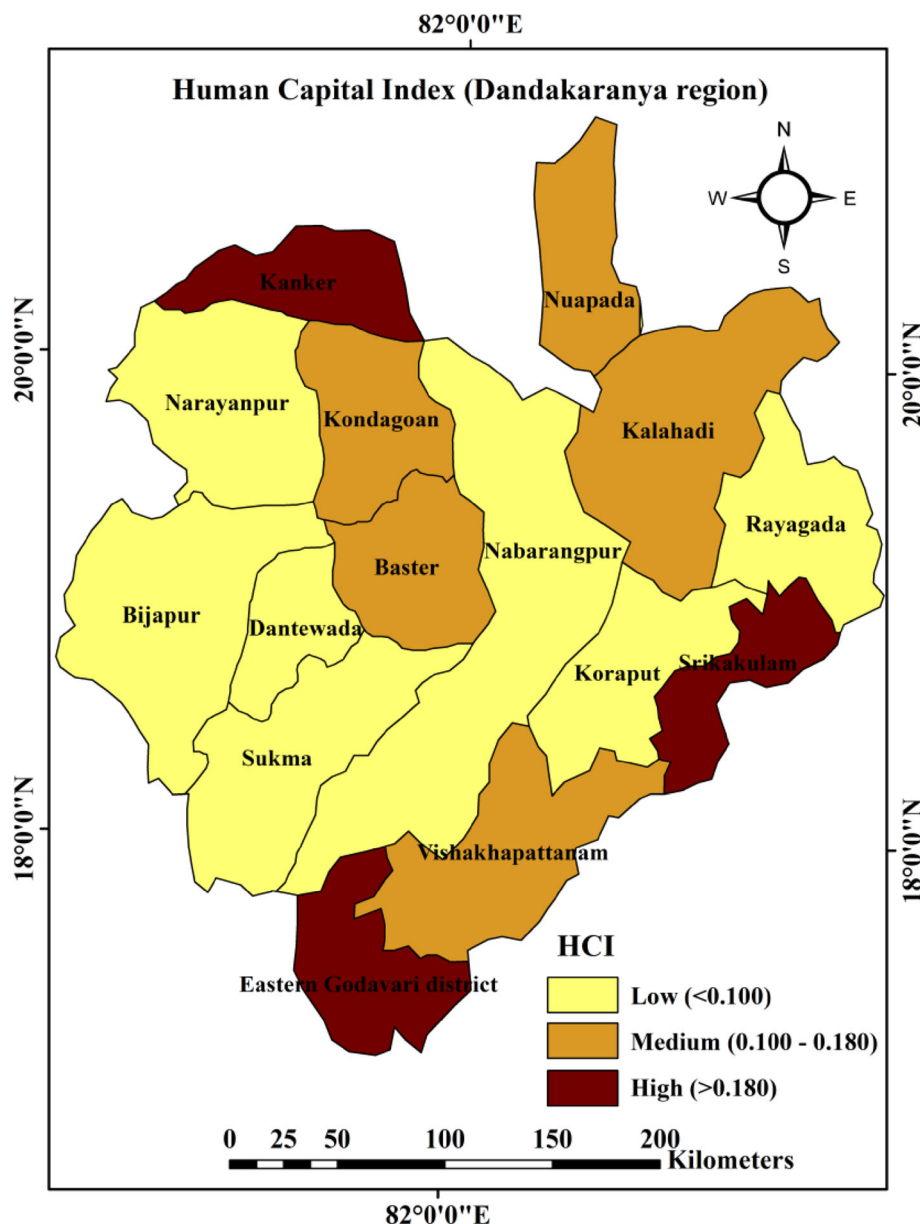 82°0'0"E
Human Capital Index (Dandakaranya region)
N
W
E
S
Kanker
Nuapada
20°0'0"N
20°0'0"N
Narayanpur
Kondagoan
Kalahadi
Rayagada
Nabarangpur
Baster
Bijapur
Dantewada
Srikakulam
Koraput
Sukma
18°0'0"N
18°0'0"N
Vishakhapattanam
Eastern Godavari district
HCI
Low (<0.100)
Medium (0.100 - 0.180)
High (>0.180)
0 25 50 100 150 200
Kilometers
82°0'0"E